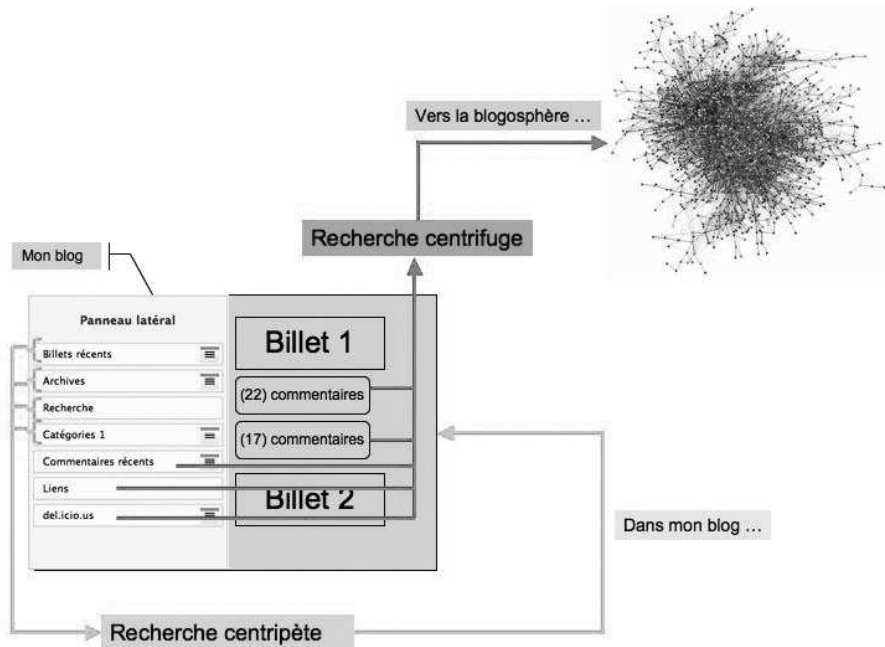 Vers la blogosphère ...
Recherche centrifuge
Mon blog
Panneau latéral
Billets récents
Archives
Recherche
Catégories 1
Commentaires récents
Liens
del.icio.us
Billet 1
(22) commentaires
(17) commentaires
Billet 2
Dans mon blog ...
Recherche centripète